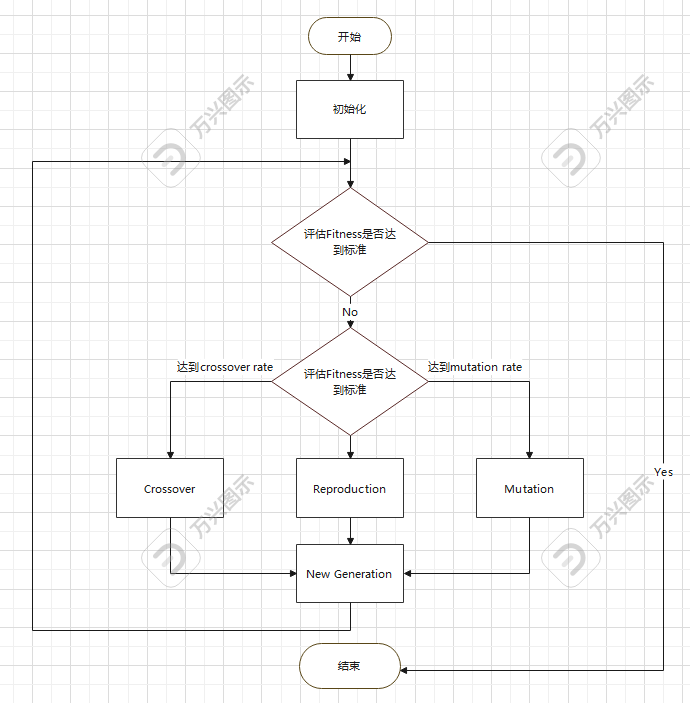 开始
万兴图示
万兴图示
初始化
评估Fitness是否达
到标准
No
达到crossover rate
评估Fitness是否达
到标准
达到mutation rate
Yes
Crossover
Reproduction
Mutation
万兴图示
万兴图示
New Generation
结束